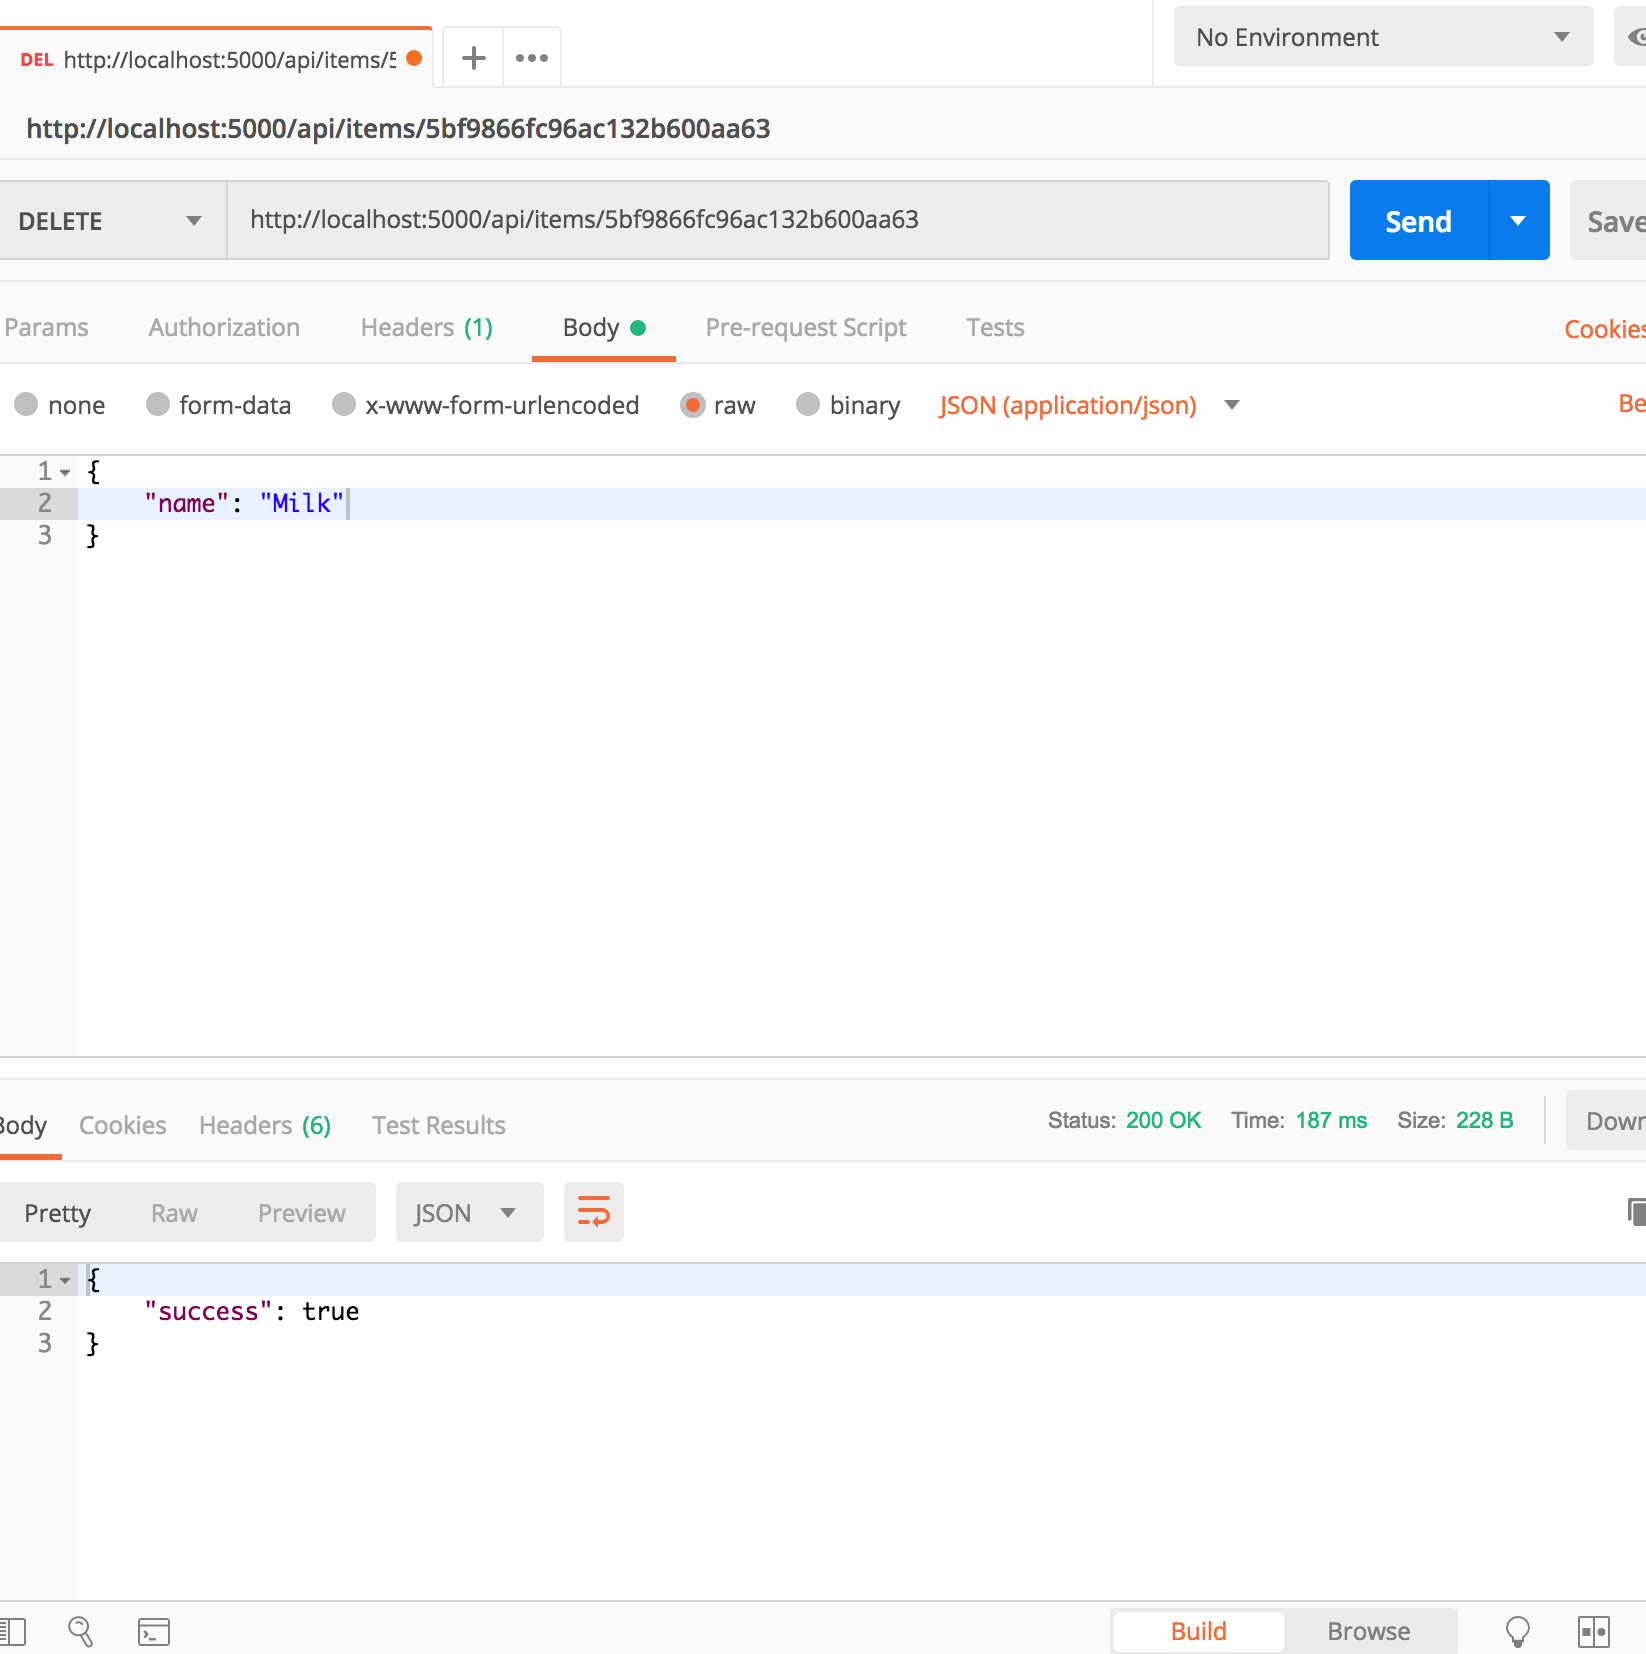 No Environment
DEL http://localhost:5000/api/items/5
http://localhost:5000/api/items/5bf9866fc96ac132b600aa63
DELETE http://localhost:5000/api/items/5bf9866fc96ac132b600aa63 Send Save
Params Authorization Headers (1) Body Pre-request Script Tests Cookies
none form-data x-www-form-urlencoded raw binary JSON (application/json) Be
1 {
2 "name": "Milk"
3 }
Body Cookies Headers (6) Test Results Status: 200 OK Time: 187 ms Size: 228 B Down
Pretty Raw Preview JSON
1 {
2 "success": true
3 }
Build Browse